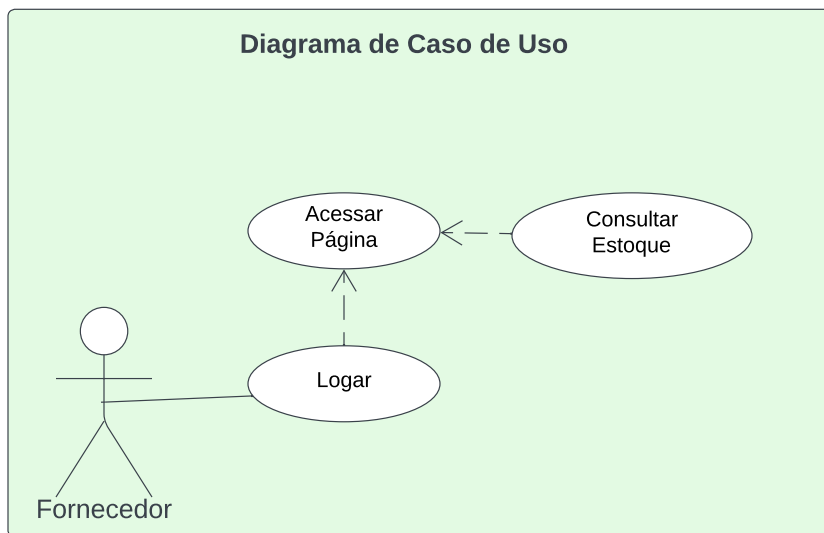 Diagrama de Caso de Uso
Acessar
Página
Consultar
Estoque
Logar
Fornecedor